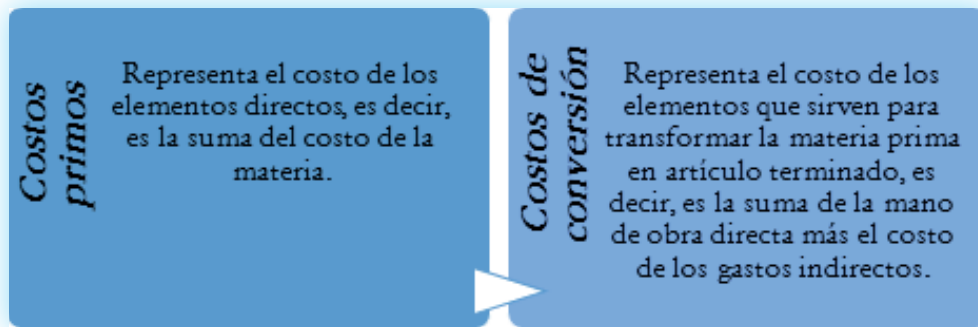 Costos
primos
Representa el costo de los
elementos directos, es decir,
es la suma del costo de la
materia.
Costos de
conversión
Representa el costo de los
elementos que sirven para
transformar la materia prima
en artículo terminado, es
decir, es la suma de la mano
de obra directa más el costo
de los gastos indirectos.